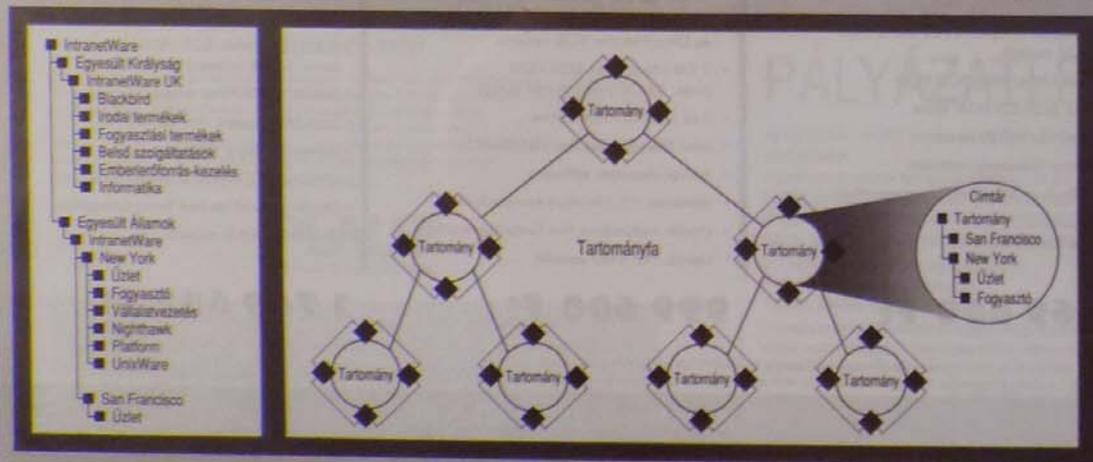 IntranetWare
Egyesült Királyság
IntranetWare UK
Blackbird
Irodai termékek
Fogyasztási termékek
Belső szolgáltatások
Emberierőforrás-kezelés
Informatika
Egyesült Államok
IntranetWare
New York
Üzlet
Fogyasztó
Vállalatvezetés
Nighthawk
Platform
UnixWare
San Francisco
Üzlet
Tartomány
Tartomány
Tartományfa
Tartomány
Tartomány
Tartomány
Tartomány
Tartomány
Címtár
Tartomány
San Francisco
New York
Üzlet
Fogyasztó